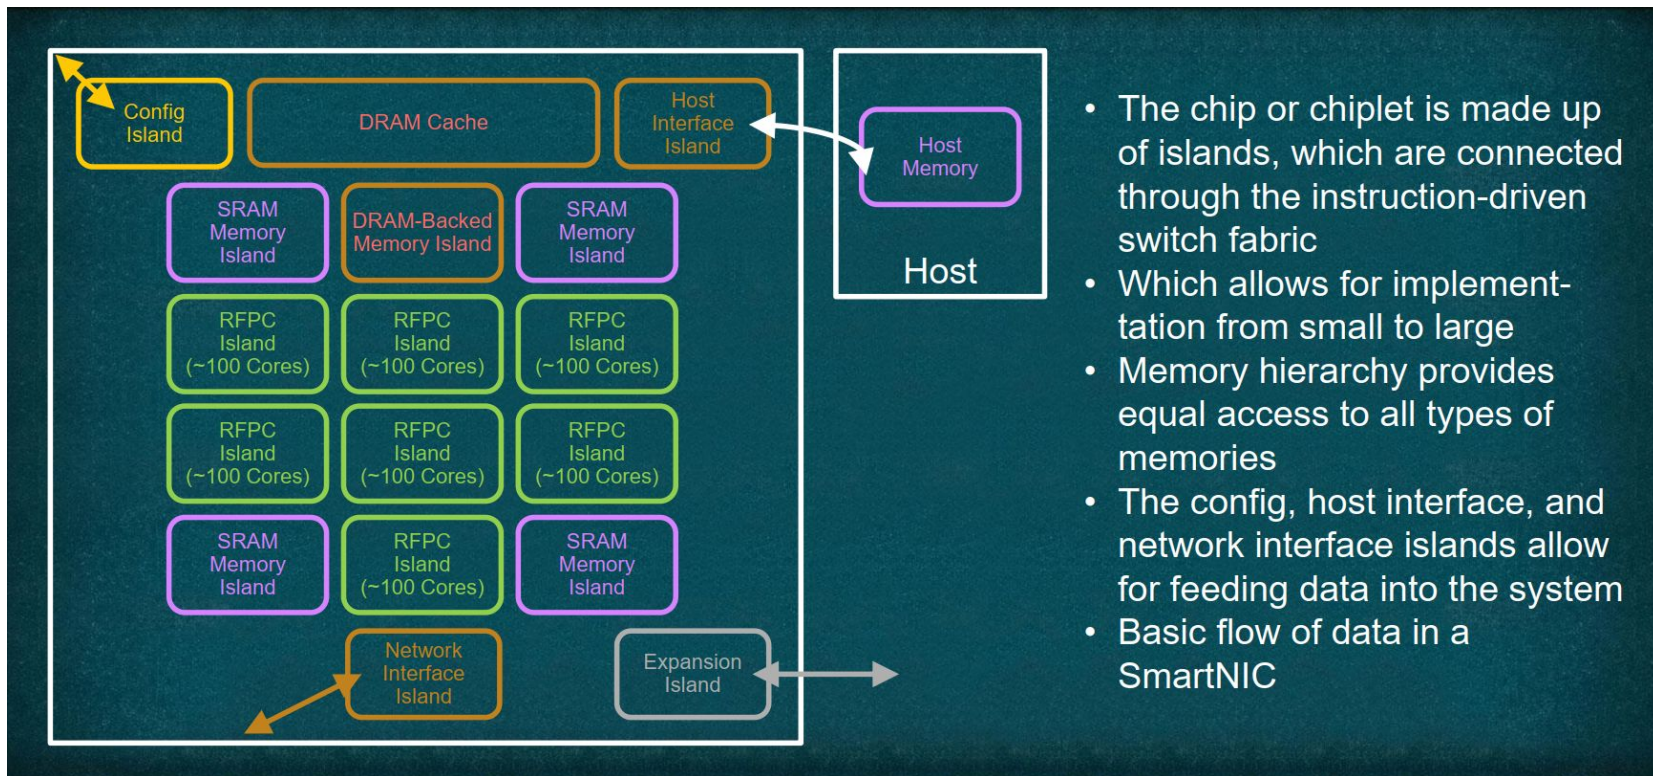 Config
Island
DRAM Cache
Host
Interface
Island
SRAM
Memory
Island
DRAM-Backed
Memory Island
SRAM
Memory
Island
RFPC
Island
(~100 Cores)
RFPC
Island
(~100 Cores)
RFPC
Island
(~100 Cores)
RFPC
Island
(~100 Cores)
RFPC
Island
(~100 Cores)
RFPC
Island
(~100 Cores)
SRAM
Memory
Island
RFPC
Island
(~100 Cores)
SRAM
Memory
Island
Network
Interface
Island
Expansion
Island
Host
Memory
Host
• The chip or chiplet is made up
of islands, which are connected
through the instruction-driven
switch fabric
• Which allows for implement-
tation from small to large
• Memory hierarchy provides
equal access to all types of
memories
• The config, host interface, and
network interface islands allow
for feeding data into the system
• Basic flow of data in a
SmartNIC